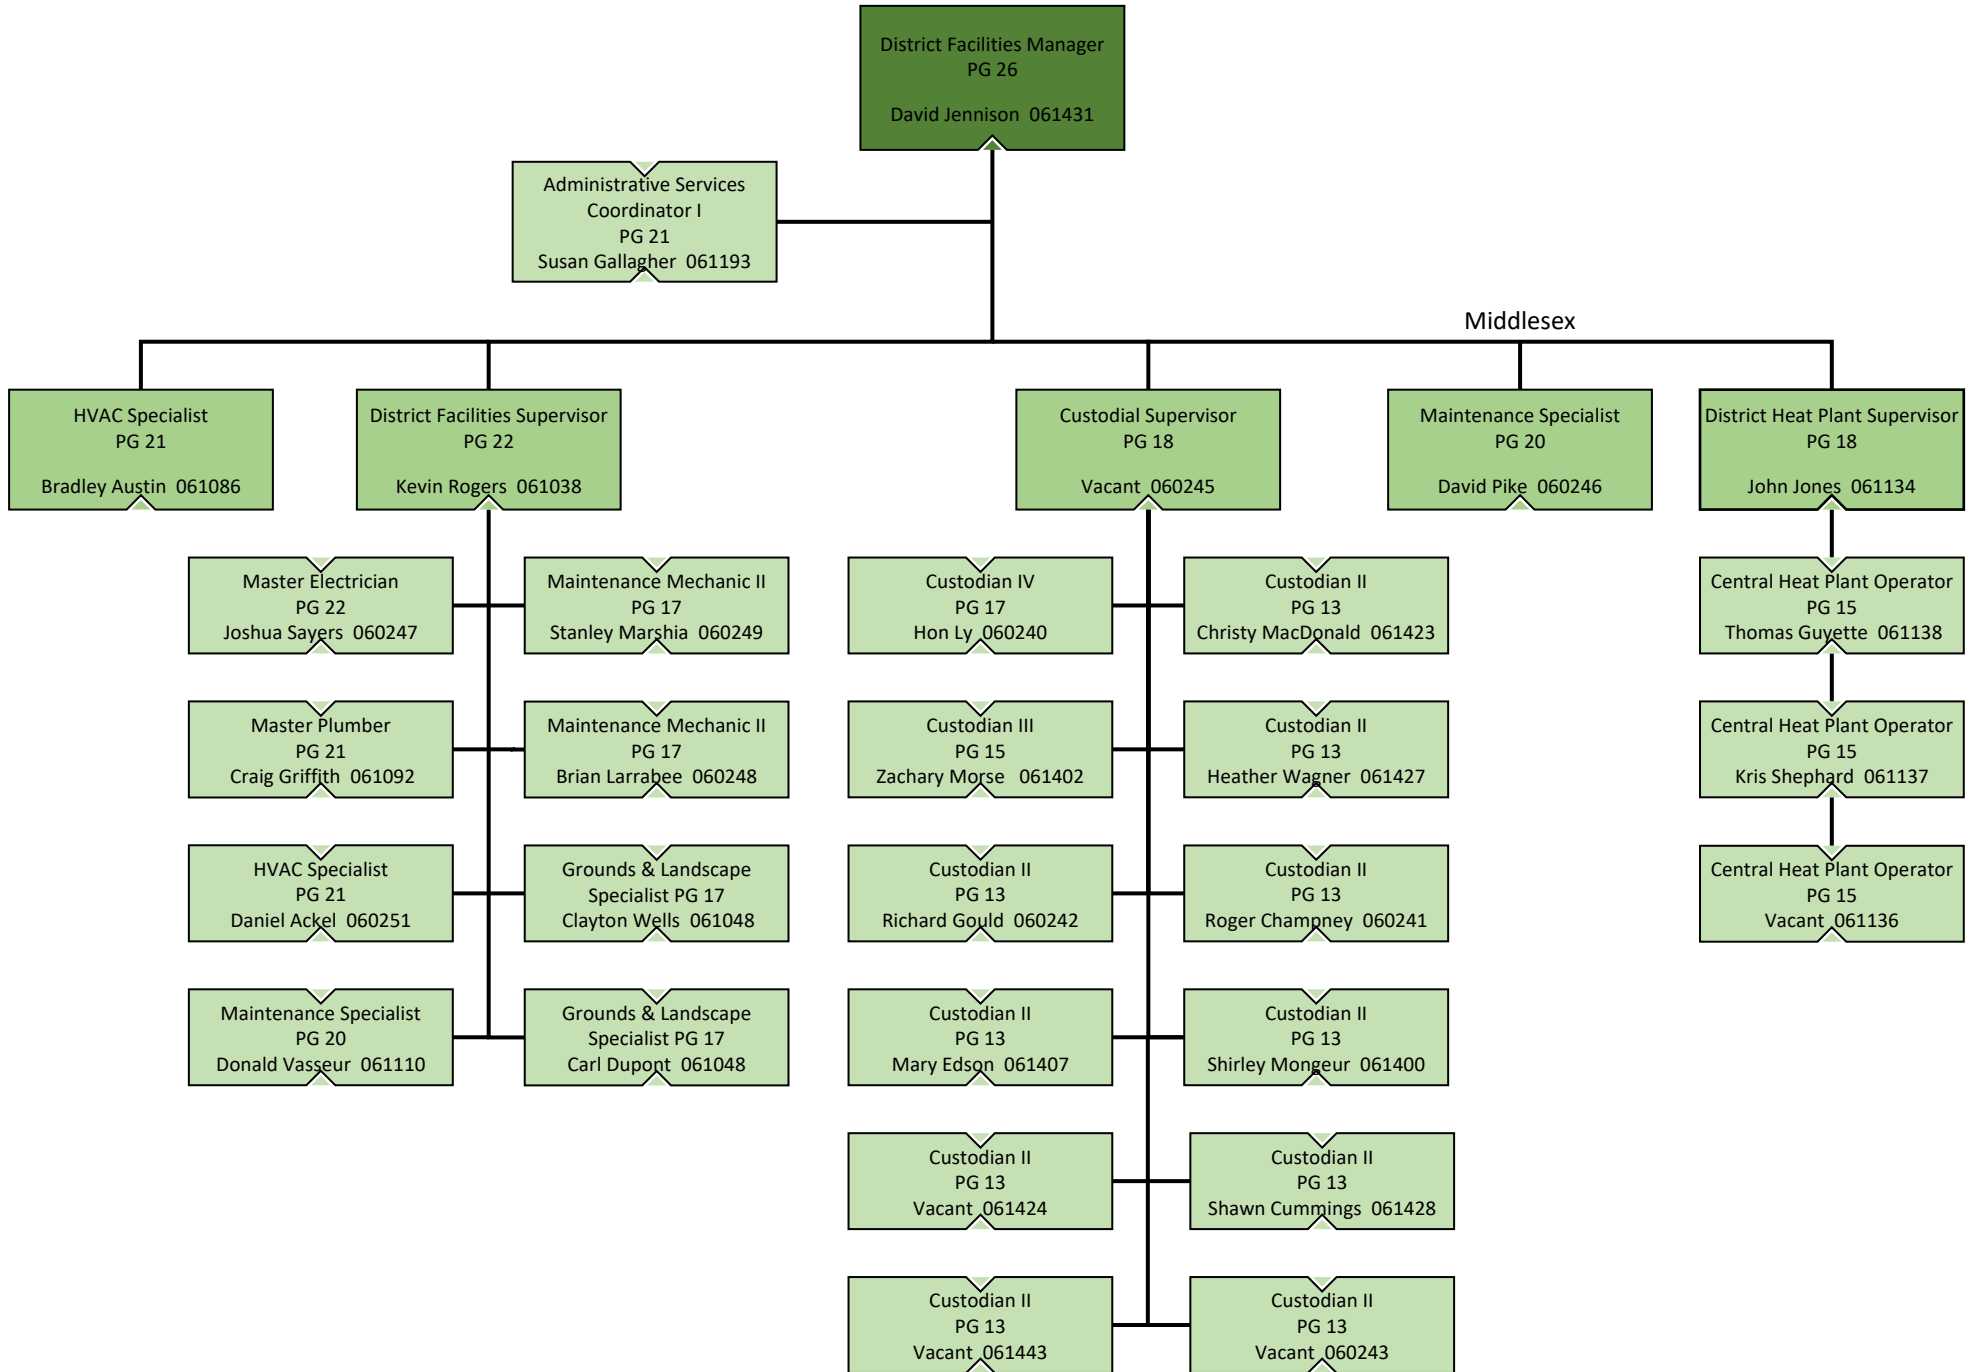 District Facilities Manager
PG 26
David Jennison 061431
Administrative Services
Coordinator I
PG 21
Susan Gallagher 061193
Middlesex
HVAC Specialist
PG 21
Bradley Austin 061086
District Facilities Supervisor
PG 22
Kevin Rogers 061038
Custodial Supervisor
PG 18
Vacant 060245
Maintenance Specialist
PG 20
David Pike 060246
District Heat Plant Supervisor
PG 18
John Jones 061134
Master Electrician
PG 22
Joshua Sayers 060247
Maintenance Mechanic II
PG 17
Stanley Marshia 060249
Custodian IV
PG 17
Hon Ly 060240
Custodian II
PG 13
Christy MacDonald 061423
Central Heat Plant Operator
PG 15
Thomas Guyette 061138
Master Plumber
PG 21
Craig Griffith 061092
Maintenance Mechanic II
PG 17
Brian Larrabee 060248
Custodian III
PG 15
Zachary Morse 061402
Custodian II
PG 13
Heather Wagner 061427
Central Heat Plant Operator
PG 15
Kris Shephard 061137
HVAC Specialist
PG 21
Daniel Ackel 060251
Grounds & Landscape
Specialist PG 17
Clayton Wells 061048
Custodian II
PG 13
Richard Gould 060242
Custodian II
PG 13
Roger Champney 060241
Central Heat Plant Operator
PG 15
Vacant 061136
Maintenance Specialist
PG 20
Donald Vasseur 061110
Grounds & Landscape
Specialist PG 17
Carl Dupont 061048
Custodian II
PG 13
Mary Edson 061407
Custodian II
PG 13
Shirley Mongeur 061400
Custodian II
PG 13
Vacant 061424
Custodian II
PG 13
Shawn Cummings 061428
Custodian II
PG 13
Vacant 061443
Custodian II
PG 13
Vacant 060243